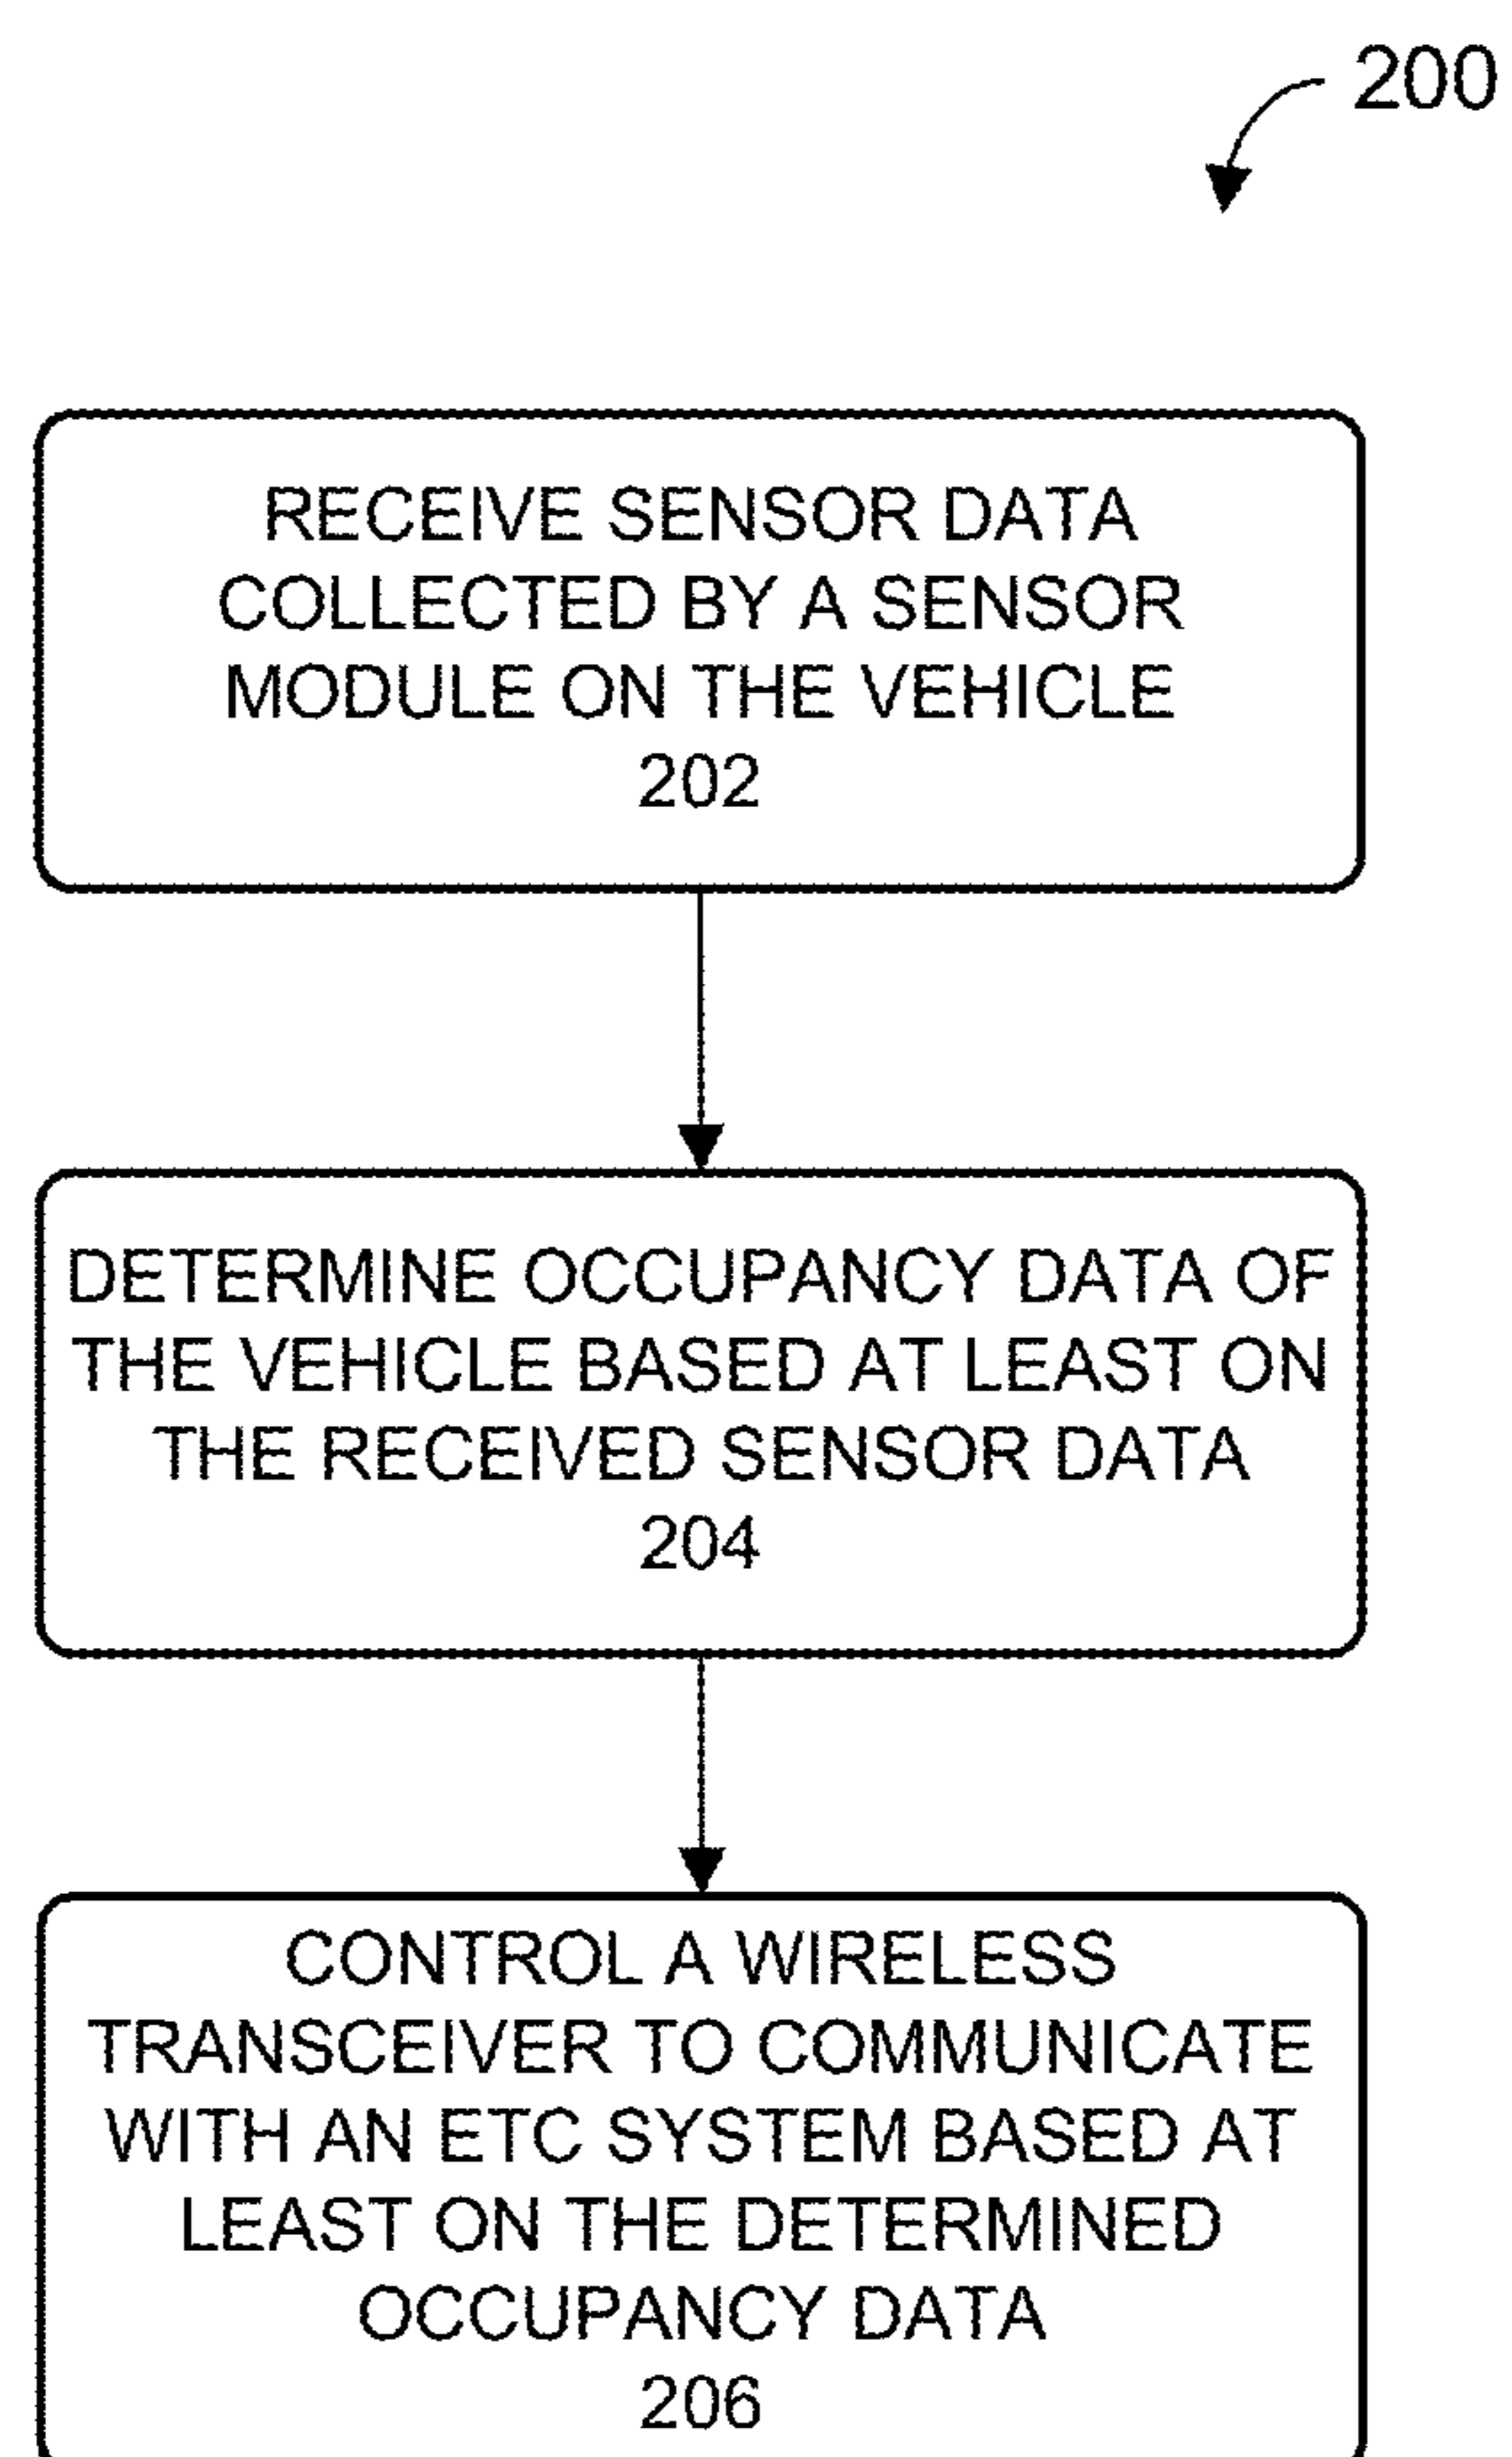 200
RECEIVE SENSOR DATA
COLLECTED BY A SENSOR
MODULE ON THE VEHICLE
202
DETERMINE OCCUPANCY DATA OF
THE VEHICLE BASED AT LEAST ON
THE RECEIVED SENSOR DATA
204
CONTROL A WIRELESS
TRANSCEIVER TO COMMUNICATE
WITH AN ETC SYSTEM BASED AT
LEAST ON THE DETERMINED
OCCUPANCY DATA
206